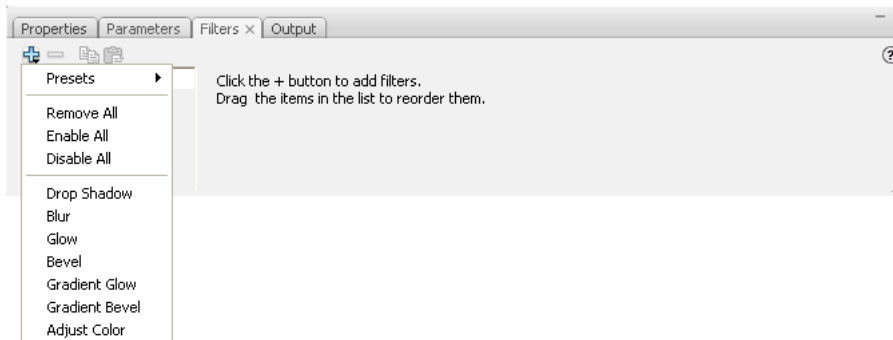 Properties Parameters Filters × Output
Presets
Click the + button to add filters.
Drag the items in the list to reorder them.
Remove All
Enable All
Disable All
Drop Shadow
Blur
Glow
Bevel
Gradient Glow
Gradient Bevel
Adjust Color